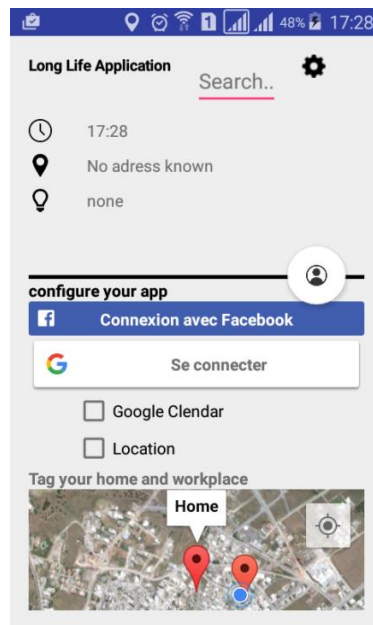 1 48% 17:28
Long Life Application
Search..
17:28
No adress known
none
configure your app
f Connexion avec Facebook
G Se connecter
Google Clendar
Location
Tag your home and workplace
Home